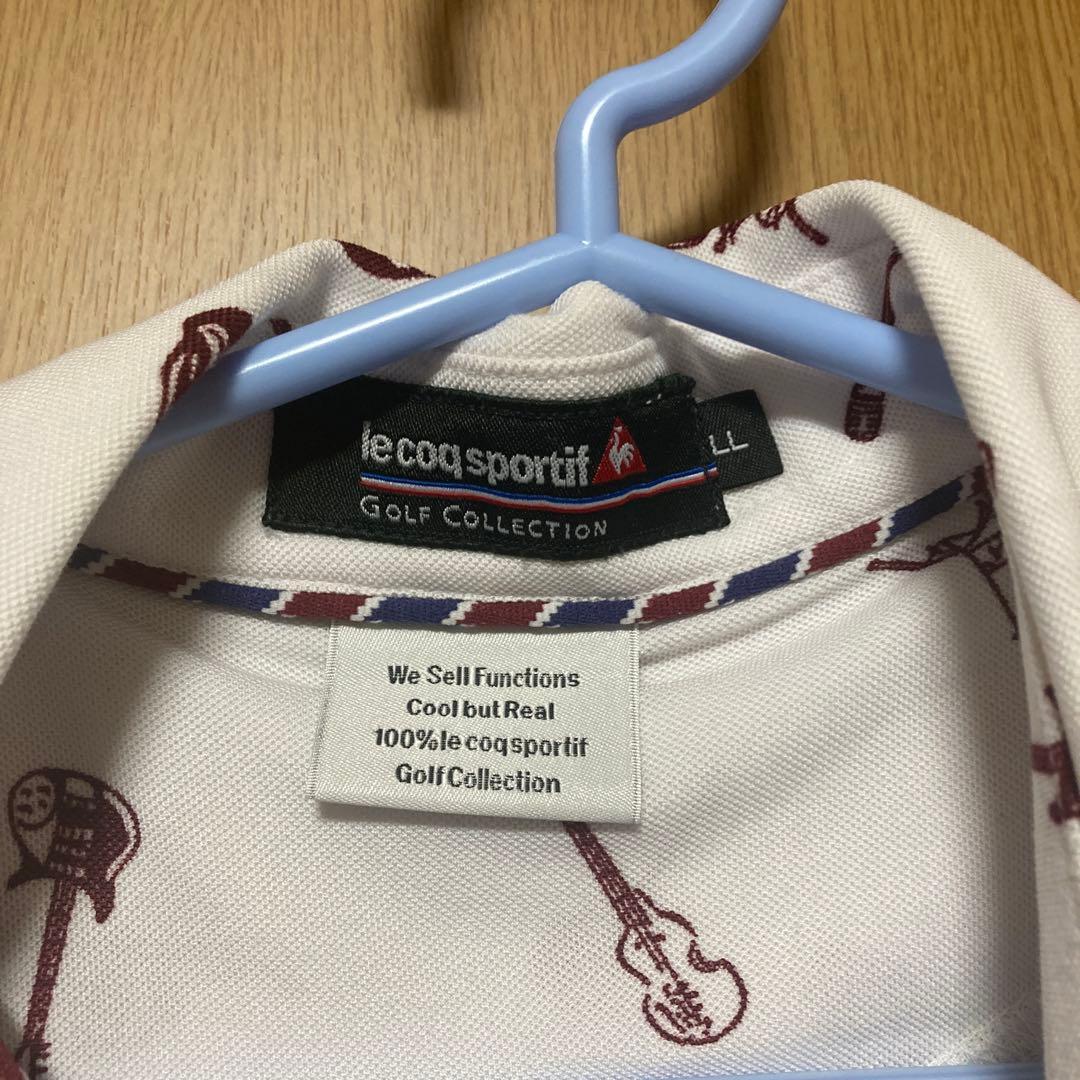 le coq sportif
GOLF COLLECTION
LL
We Sell Functions
Cool but Real
100% le coq sportif
Golf Collection